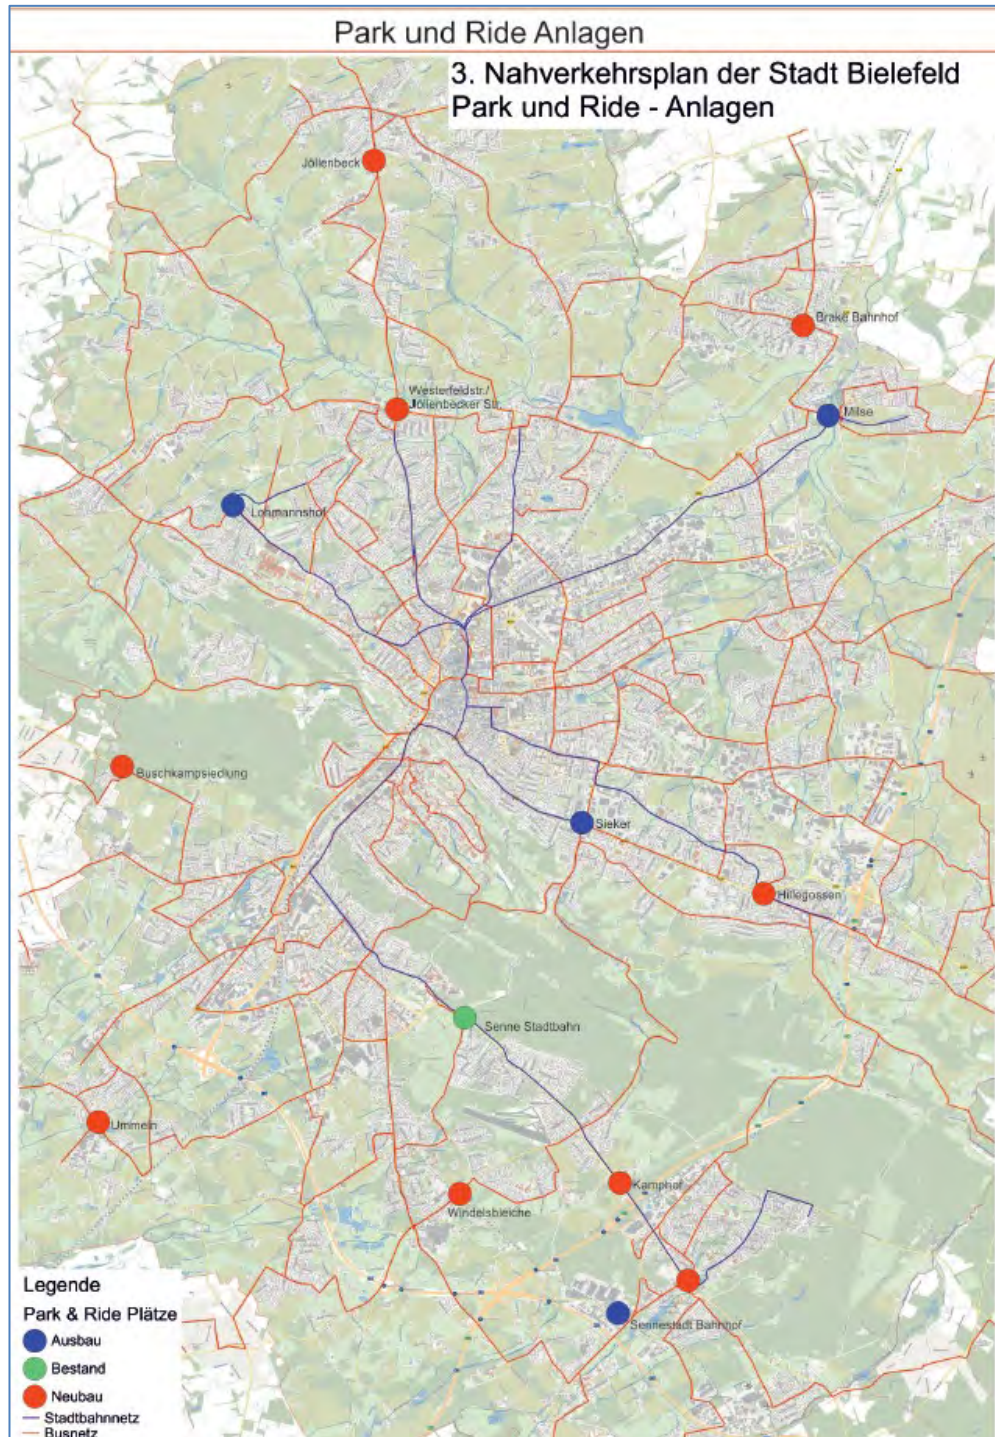 Park und Ride Anlagen
3. Nahverkehrsplan der Stadt Bielefeld
Park und Ride - Anlagen
Jöllenbeck
Brake Bahnhof
Westerfeldstr./
Jöllenbecker Str.
Milse
Lohmannshof
Buschkampsiedlung
Sieker
Hillegossen
Senne Stadtbahn
Ummeln
Kamphof
Windelsbleiche
Sennestadt Bahnhof
Legende
Park & Ride Plätze
Ausbau
Bestand
Neubau
Stadtbahnnetz
Busnetz